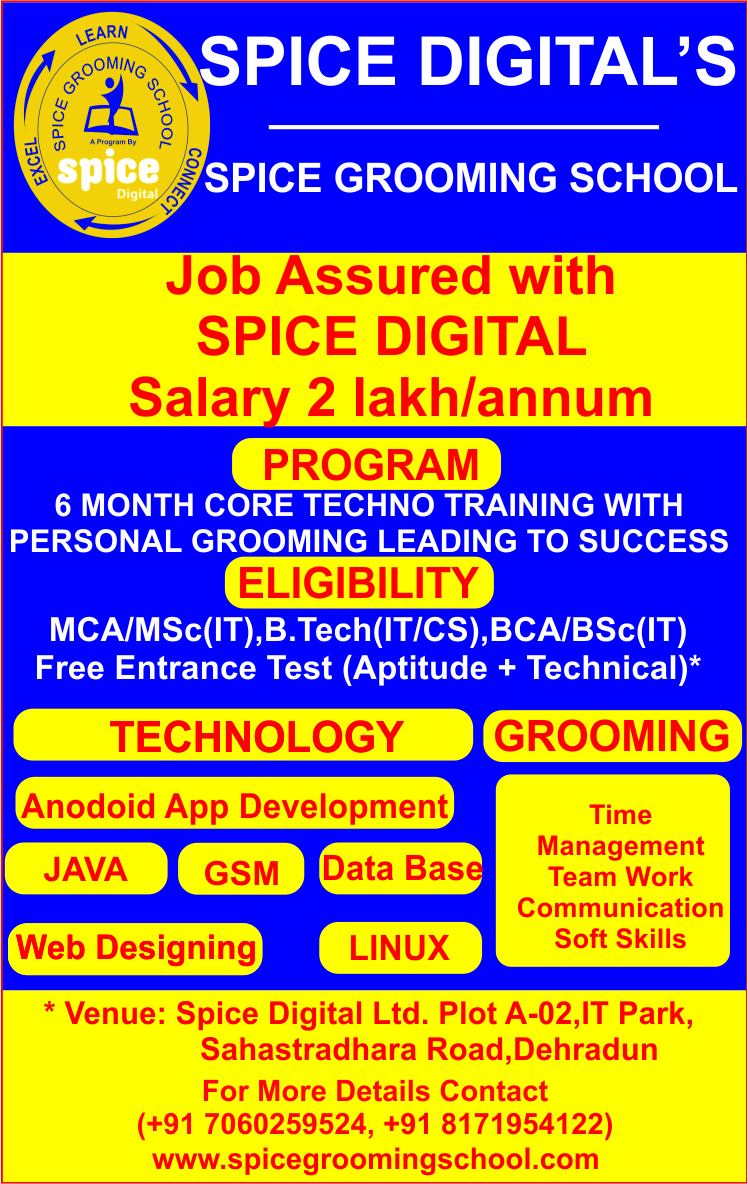 LEARN
SPICE GROOMING SCHOOL
A Program By
spice
Digital
EXCEL
CONNECT
SPICE DIGITAL’S
SPICE GROOMING SCHOOL
Job Assured with
SPICE DIGITAL
Salary 2 lakh/annum
PROGRAM
6 MONTH CORE TECHNO TRAINING WITH
PERSONAL GROOMING LEADING TO SUCCESS
ELIGIBILITY
MCA/MSc(IT),B.Tech(IT/CS),BCA/BSc(IT)
Free Entrance Test (Aptitude + Technical)*
TECHNOLOGY
Anodoid App Development
JAVA
GSM
Data Base
Web Designing
LINUX
GROOMING
Time
Management
Team Work
Communication
Soft Skills
* Venue: Spice Digital Ltd. Plot A-02,IT Park,
Sahastradhara Road,Dehradun
For More Details Contact
(+91 7060259524, +91 8171954122)
www.spicegroomingschool.com